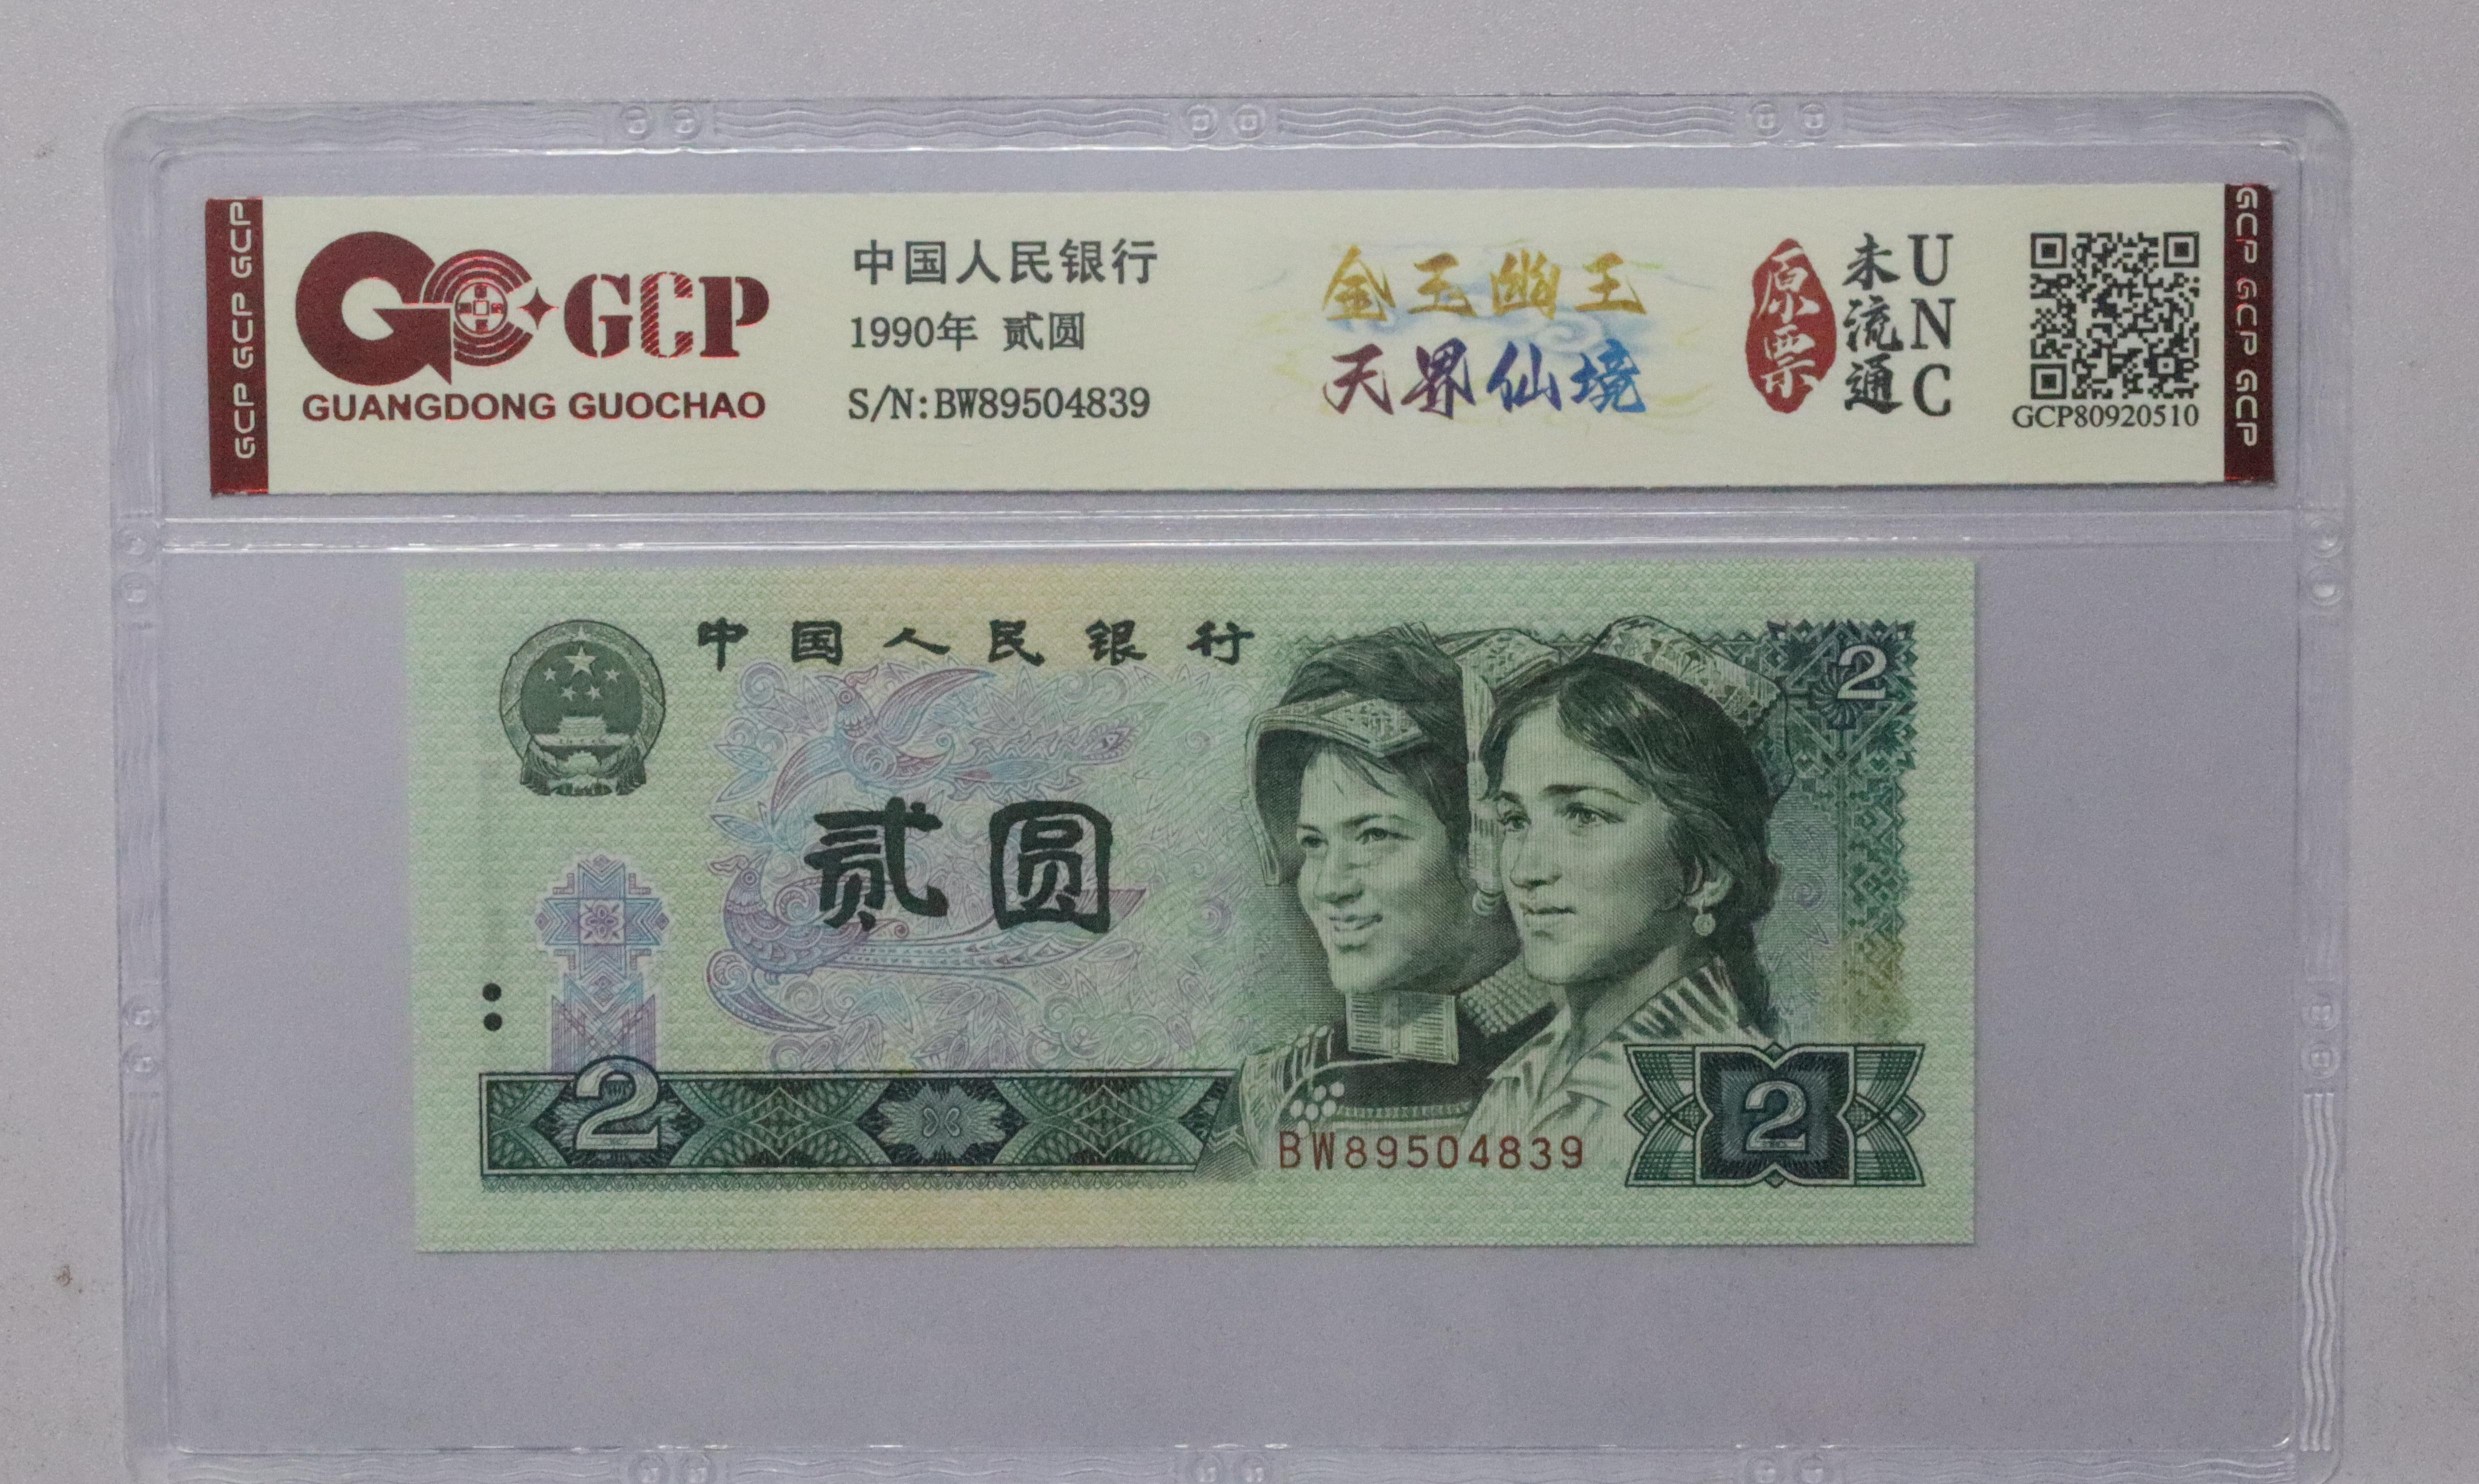 GCP GCP GCP
GCP
GUANGDONG GUOCHAO
中国人民银行
1990年 贰圆
S/N:BW89504839
金玉幽王
天界仙境
原票
未流通
UNC
GCP80920510
GCP GCP GCP
中国人民银行
2
贰圆
2
BW89504839
2